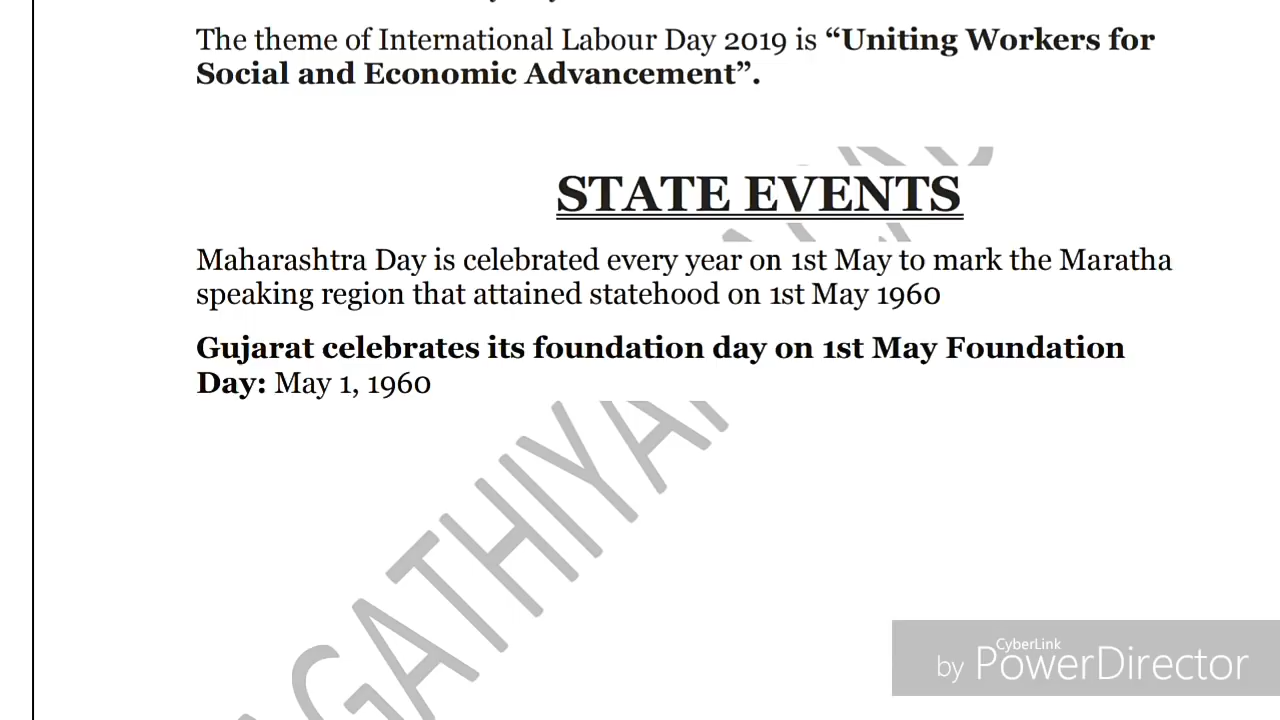 The theme of International Labour Day 2019 is “Uniting Workers for
Social and Economic Advancement”.
STATE EVENTS
Maharashtra Day is celebrated every year on 1st May to mark the Maratha
speaking region that attained statehood on 1st May 1960
Gujarat celebrates its foundation day on 1st May Foundation
Day: May 1, 1960
CyberLink
by PowerDirector